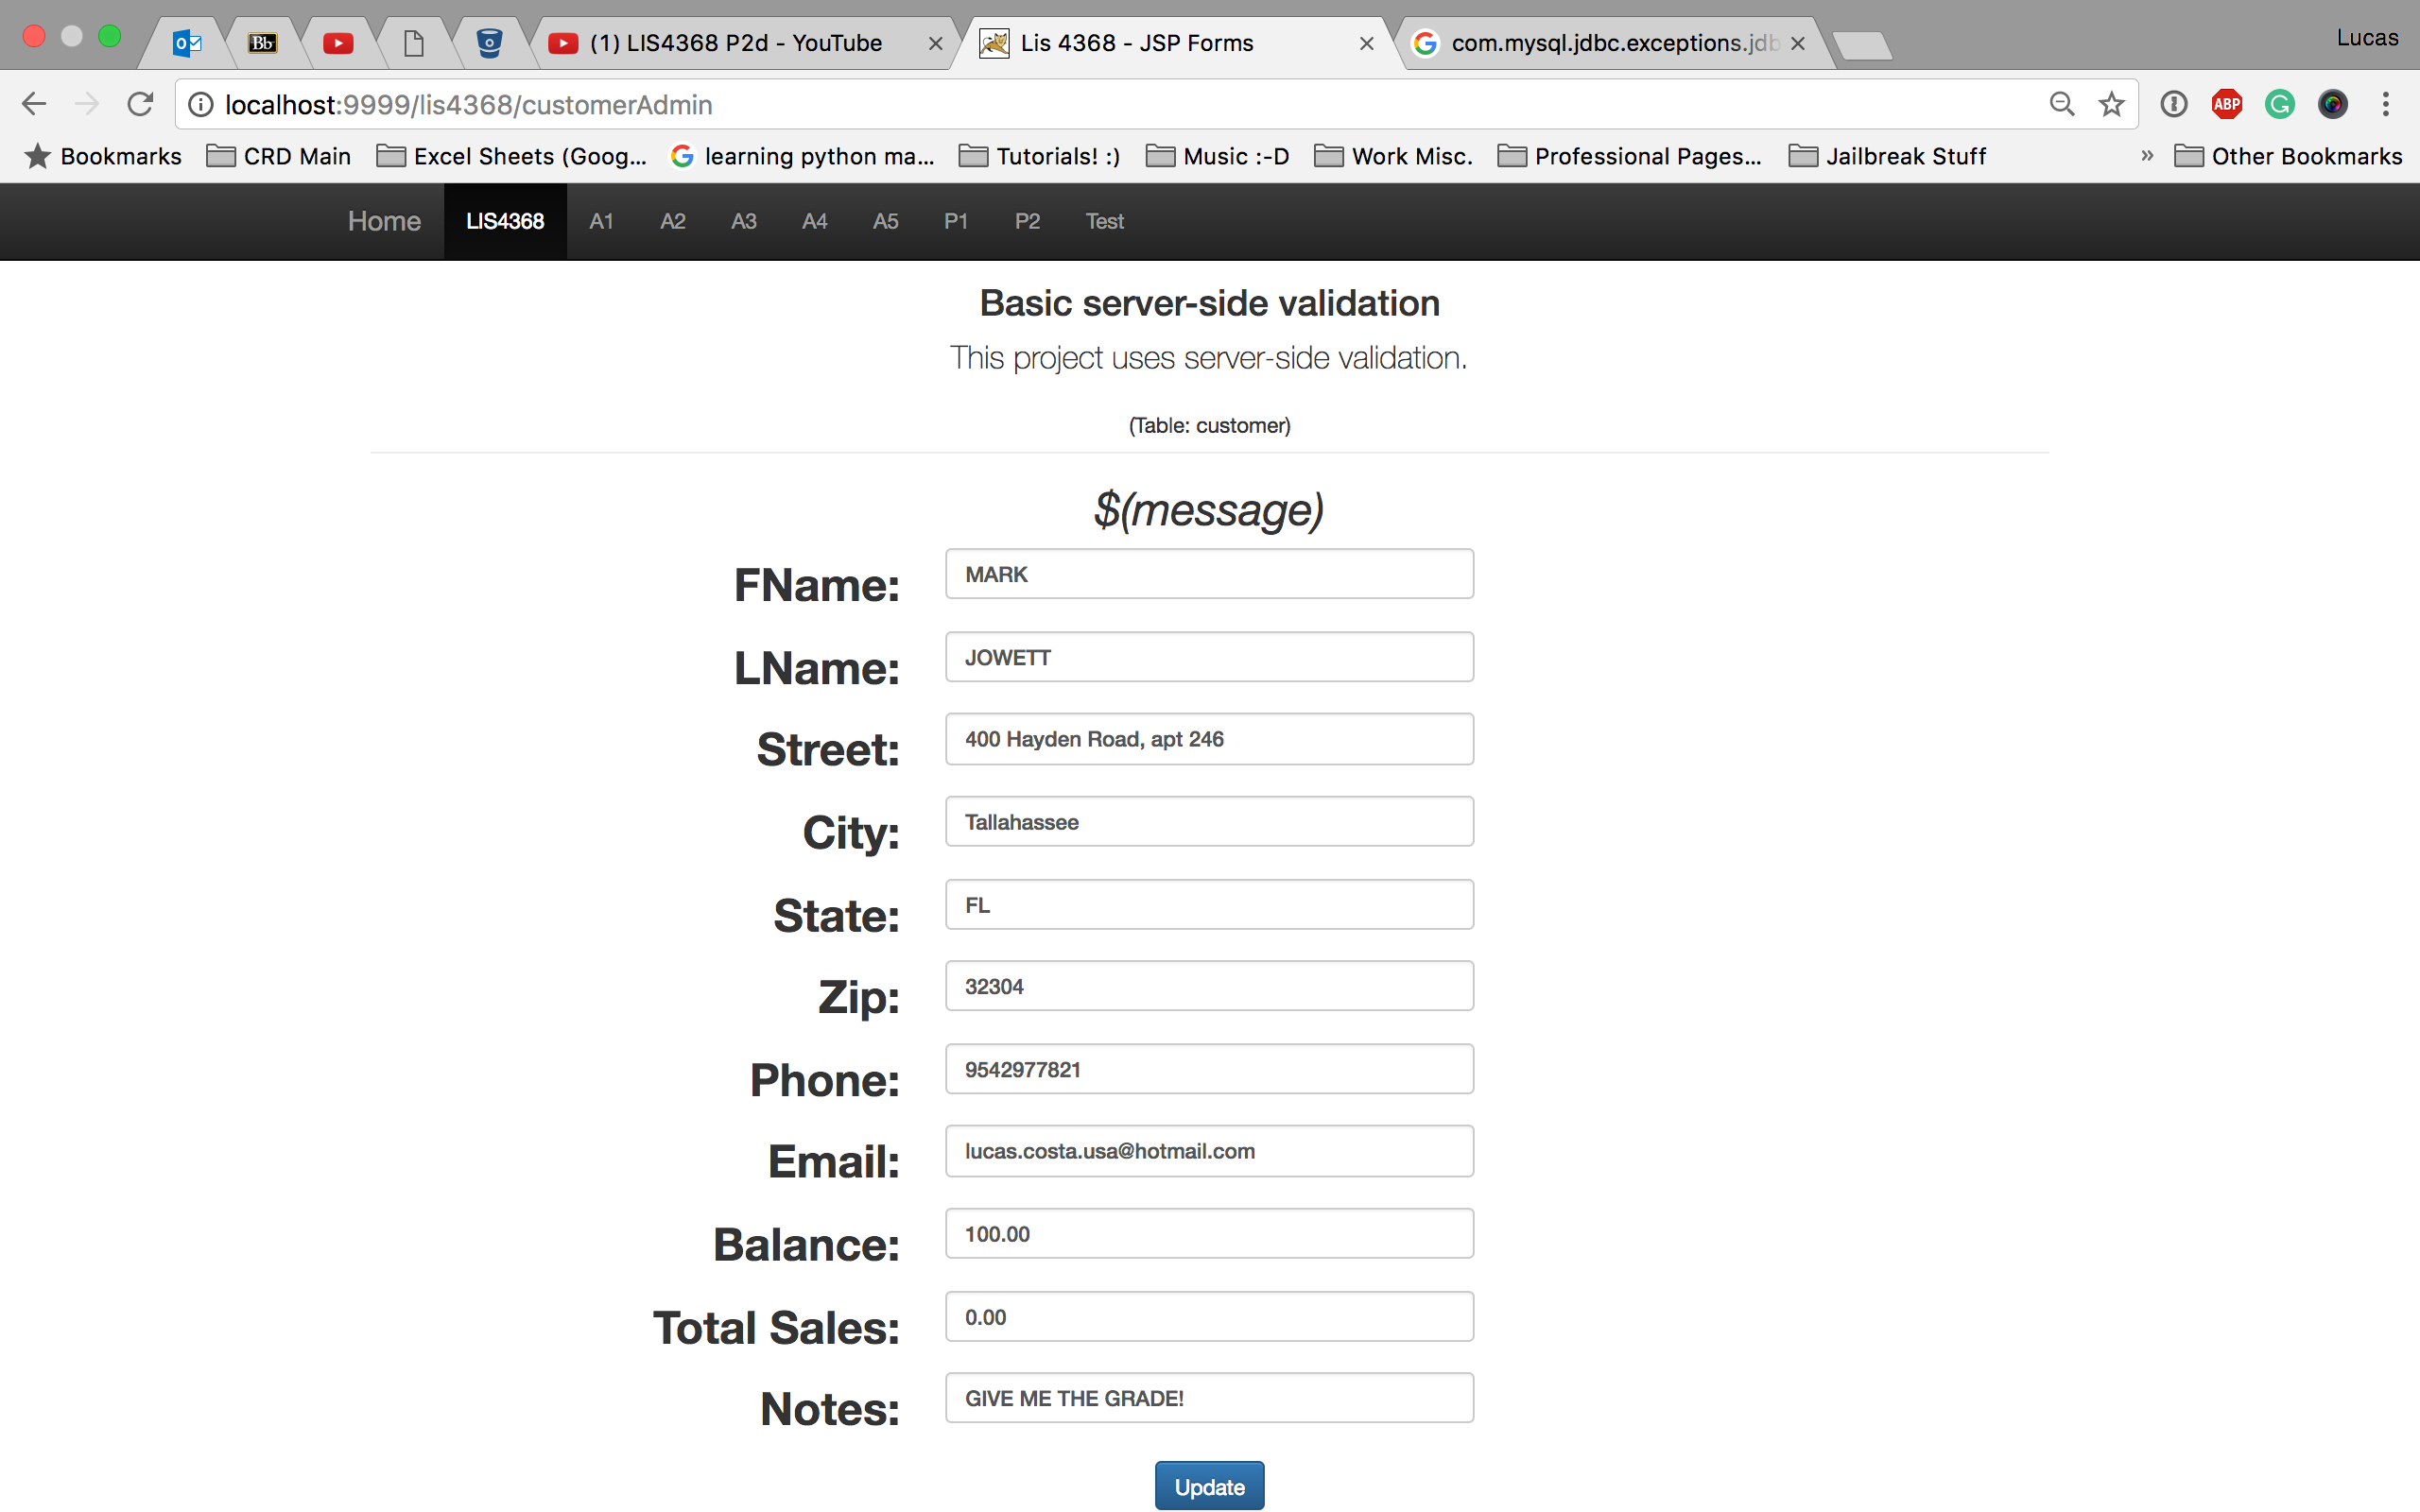 (1) LIS4368 P2d - YouTube
Lis 4368 - JSP Forms
com.mysql.jdbc.exceptions.jdb
Lucas
localhost:9999/lis4368/customerAdmin
ABP
Bookmarks CRD Main Excel Sheets (Goog... learning python ma... Tutorials! :) Music :-D Work Misc. Professional Pages... Jailbreak Stuff » Other Bookmarks
Home LIS4368 A1 A2 A3 A4 A5 P1 P2 Test
Basic server-side validation
This project uses server-side validation.
(Table: customer)
$(message)
FName: MARK
LName: JOWETT
Street: 400 Hayden Road, apt 246
City: Tallahassee
State: FL
Zip: 32304
Phone: 9542977821
Email: lucas.costa.usa@hotmail.com
Balance: 100.00
Total Sales: 0.00
Notes: GIVE ME THE GRADE!
Update